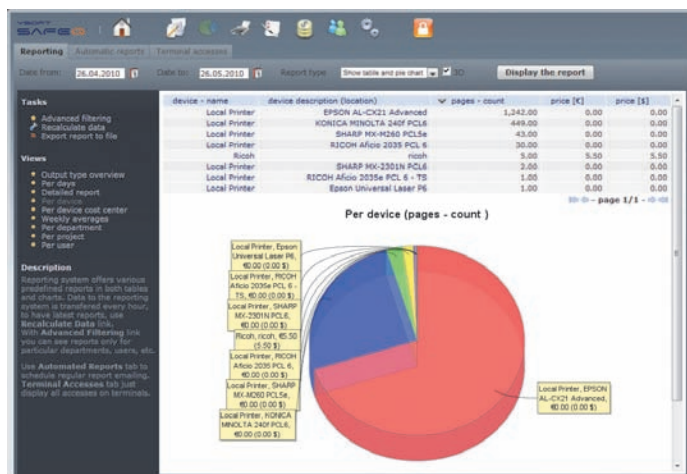 YSOFT
SAFEQ
Reporting Automatic reports Terminal accesses
Date from: 26.04.2010 Date to: 26.05.2010 Report type Show table and pie chart 3D Display the report
Tasks
Advanced filtering
Recalculate data
Export report to file
Views
Output type overview
Per days
Detailed report
Per device
Per device cost center
Weekly averages
Per department
Per project
Per user
Description
Reporting system offers various
predefined reports in both tables
and charts. Data to the reporting
system is transfered every hour,
to have latest reports, use
Recalculate Data link.
With Advanced Filtering link
you can see reports only for
particular departments, users, etc.
Use Automated Reports tab to
schedule regular report emailing.
Terminal Accesses tab just
display all accesses on terminals.
device - name device description (location) pages - count price [€] price [$]
Local Printer EPSON AL-CX21 Advanced 1,242.00 0.00 0.00
Local Printer KONICA MINOLTA 240f PCL6 449.00 0.00 0.00
Local Printer SHARP MX-M260 PCL5e 43.00 0.00 0.00
Local Printer RICOH Aficio 2035 PCL 6 30.00 0.00 0.00
Ricoh ricoh 5.00 5.50 5.50
Local Printer SHARP MX-2301N PCL6 2.00 0.00 0.00
Local Printer RICOH Aficio 2035e PCL 6 - TS 1.00 0.00 0.00
Local Printer Epson Universal Laser P6 1.00 0.00 0.00
- page 1/1 -
Per device (pages - count )
Local Printer, Epson
Universal Laser P6,
€0.00 (0.00 $)
Local Printer, RICOH
Aficio 2035e PCL 6 -
TS, €0.00 (0.00 $)
Local Printer, SHARP
MX-2301N PCL6,
€0.00 (0.00 $)
Ricoh, ricoh, €5.50
(5.50 $)
Local Printer, RICOH
Aficio 2035 PCL 6,
€0.00 (0.00 $)
Local Printer, SHARP
MX-M260 PCL5e,
€0.00 (0.00 $)
Local Printer, KONICA
MINOLTA 240f PCL6,
€0.00 (0.00 $)
Local Printer, EPSON
AL-CX21 Advanced,
€0.00 (0.00 $)